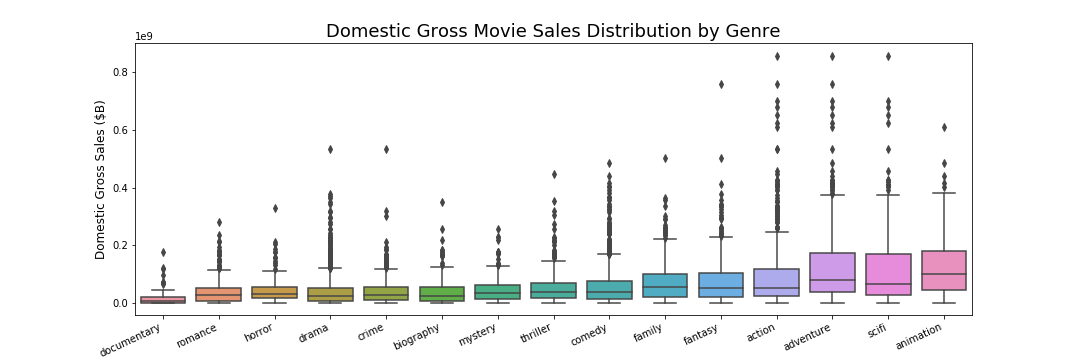 Domestic Gross Movie Sales Distribution by Genre
1e9
Domestic Gross Sales ($B)
0.8
0.6
0.4
0.2
0.0
documentary
romance
horror
drama
crime
biography
mystery
thriller
comedy
family
fantasy
action
adventure
scifi
animation